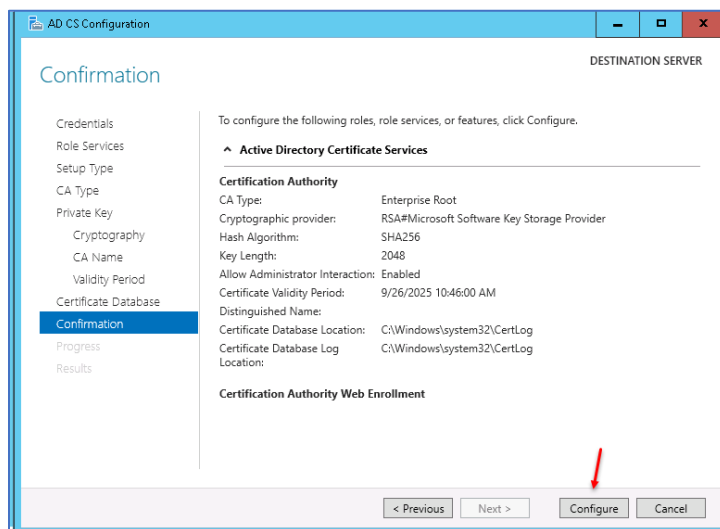 AD CS Configuration
DESTINATION SERVER
Confirmation
Credentials
Role Services
Setup Type
CA Type
Private Key
Cryptography
CA Name
Validity Period
Certificate Database
Confirmation
Progress
Results
To configure the following roles, role services, or features, click Configure.
Active Directory Certificate Services
Certification Authority
CA Type: Enterprise Root
Cryptographic provider: RSA#Microsoft Software Key Storage Provider
Hash Algorithm: SHA256
Key Length: 2048
Allow Administrator Interaction: Enabled
Certificate Validity Period: 9/26/2025 10:46:00 AM
Distinguished Name:
Certificate Database Location: C:\Windows\system32\CertLog
Certificate Database Log C:\Windows\system32\CertLog
Location:
Certification Authority Web Enrollment
< Previous Next > Configure Cancel